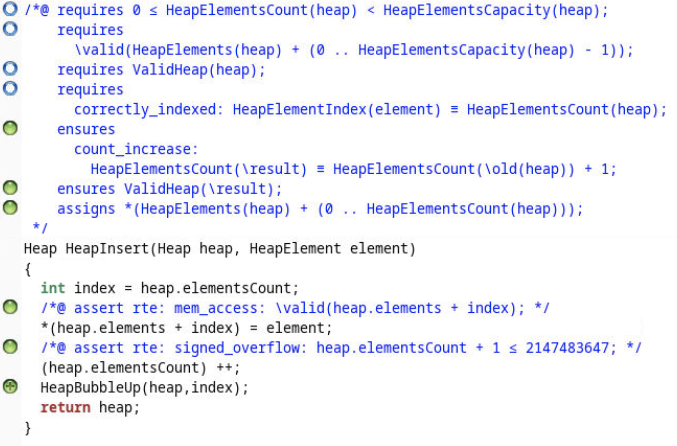 /*@ requires 0 ≤ HeapElementsCount(heap) < HeapElementsCapacity(heap);
requires
\valid(HeapElements(heap) + (0 .. HeapElementsCapacity(heap) - 1));
requires ValidHeap(heap);
requires
correctly_indexed: HeapElementIndex(element) ≡ HeapElementsCount(heap);
ensures
count_increase:
HeapElementsCount(\result) ≡ HeapElementsCount(\old(heap)) + 1;
ensures ValidHeap(\result);
assigns *(HeapElements(heap) + (0 .. HeapElementsCount(heap)));
*/
Heap HeapInsert(Heap heap, HeapElement element)
{
int index = heap.elementsCount;
/*@ assert rte: mem_access: \valid(heap.elements + index); */
*(heap.elements + index) = element;
/*@ assert rte: signed_overflow: heap.elementsCount + 1 ≤ 2147483647; */
(heap.elementsCount) ++;
HeapBubbleUp(heap,index);
return heap;
}